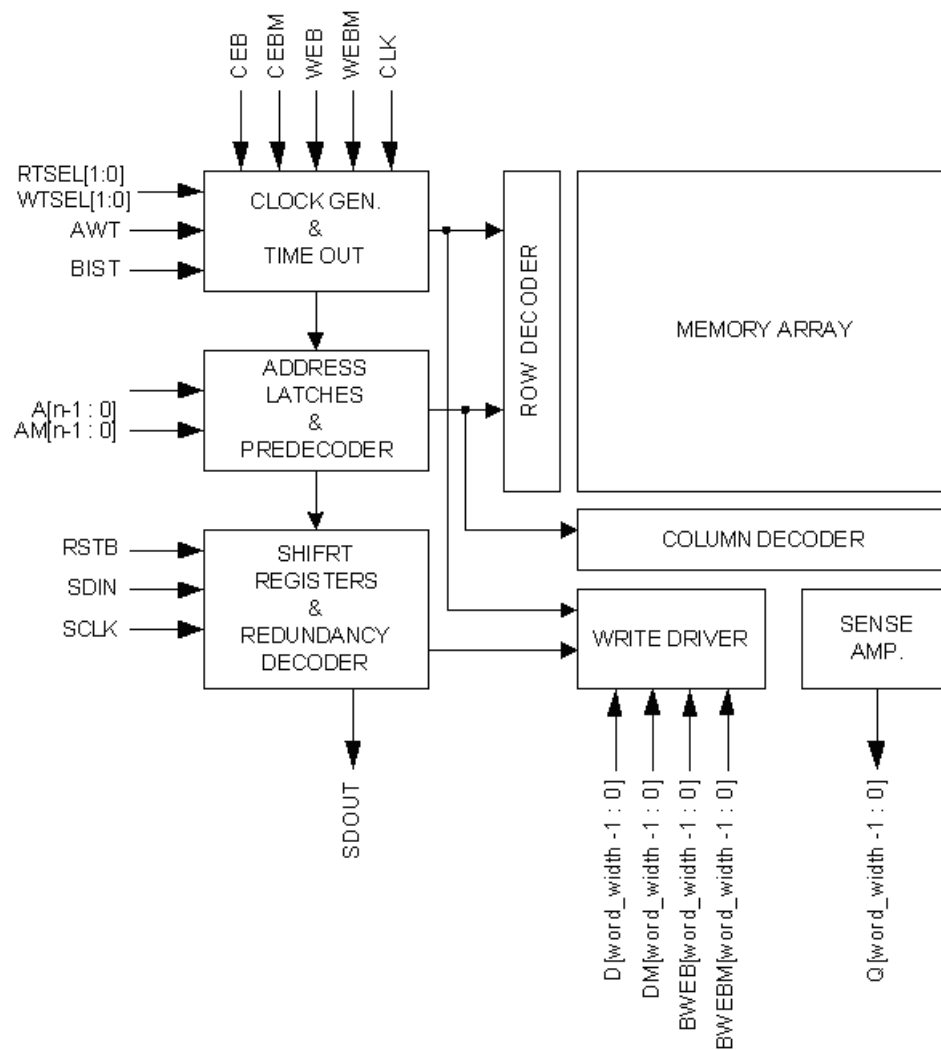 CEB
CEBM
WEB
WEBM
CLK
RTSEL[1:0]
WTSEL[1:0]
AWT
BIST
CLOCK GEN.
&
TIME OUT
ROW DECODER
MEMORY ARRAY
A[n-1 : 0]
AM[n-1 : 0]
ADDRESS
LATCHES
&
PREDECODER
COLUMN DECODER
RSTB
SDIN
SCLK
SHIFRT
REGISTERS
&
REDUNDANCY
DECODER
WRITE DRIVER
SENSE
AMP.
SDOUT
D[word_width -1 : 0]
DM[word_width -1 : 0]
BWEB[word_width -1 : 0]
BWEBM[word_width -1 : 0]
Q[word_width -1 : 0]